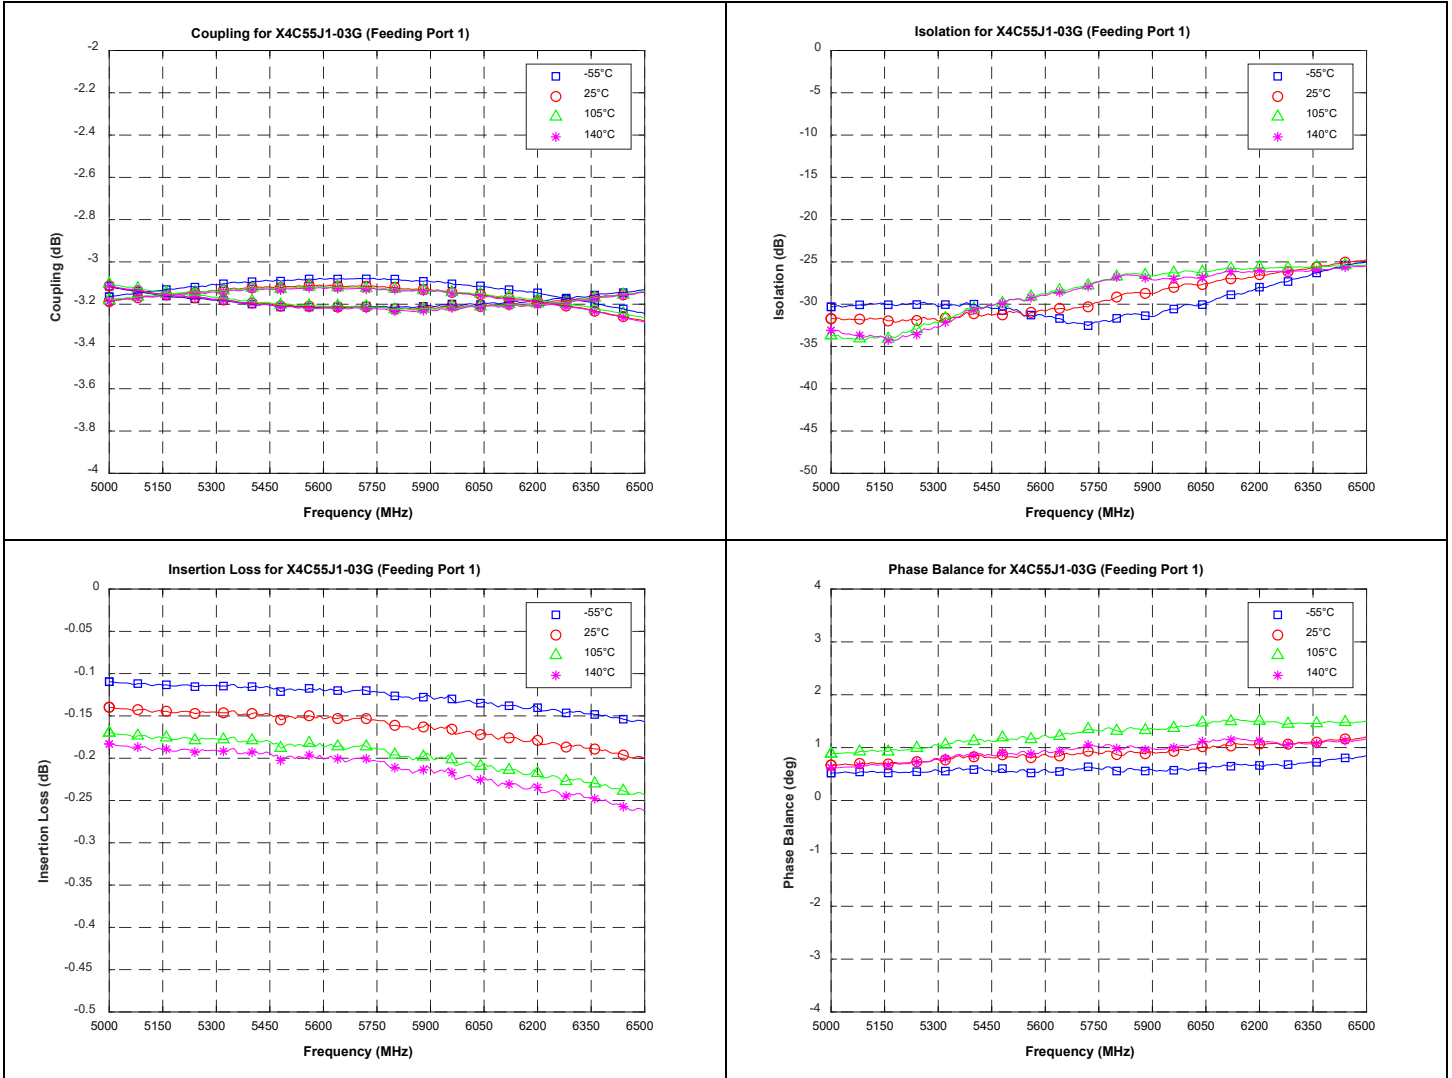 Coupling for X4C55J1-03G (Feeding Port 1)
-2
-2.2
-2.4
-2.6
-2.8
-3
-3.2
-3.4
-3.6
-3.8
-4
Coupling (dB)
-55°C
25°C
105°C
140°C
5000 5150 5300 5450 5600 5750 5900 6050 6200 6350 6500
Frequency (MHz)
Isolation for X4C55J1-03G (Feeding Port 1)
0
-5
-10
-15
-20
-25
-30
-35
-40
-45
-50
Isolation (dB)
-55°C
25°C
105°C
140°C
5000 5150 5300 5450 5600 5750 5900 6050 6200 6350 6500
Frequency (MHz)
Insertion Loss for X4C55J1-03G (Feeding Port 1)
0
-0.05
-0.1
-0.15
-0.2
-0.25
-0.3
-0.35
-0.4
-0.45
-0.5
Insertion Loss (dB)
-55°C
25°C
105°C
140°C
5000 5150 5300 5450 5600 5750 5900 6050 6200 6350 6500
Frequency (MHz)
Phase Balance for X4C55J1-03G (Feeding Port 1)
4
3
2
1
0
-1
-2
-3
-4
Phase Balance (deg)
-55°C
25°C
105°C
140°C
5000 5150 5300 5450 5600 5750 5900 6050 6200 6350 6500
Frequency (MHz)